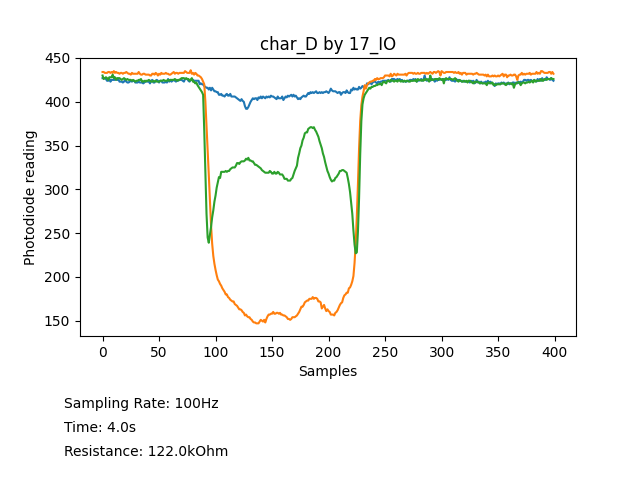 char_D by 17_IO
450
400
350
300
250
200
150
Photodiode reading
0 50 100 150 200 250 300 350 400
Samples
Sampling Rate: 100Hz
Time: 4.0s
Resistance: 122.0kOhm